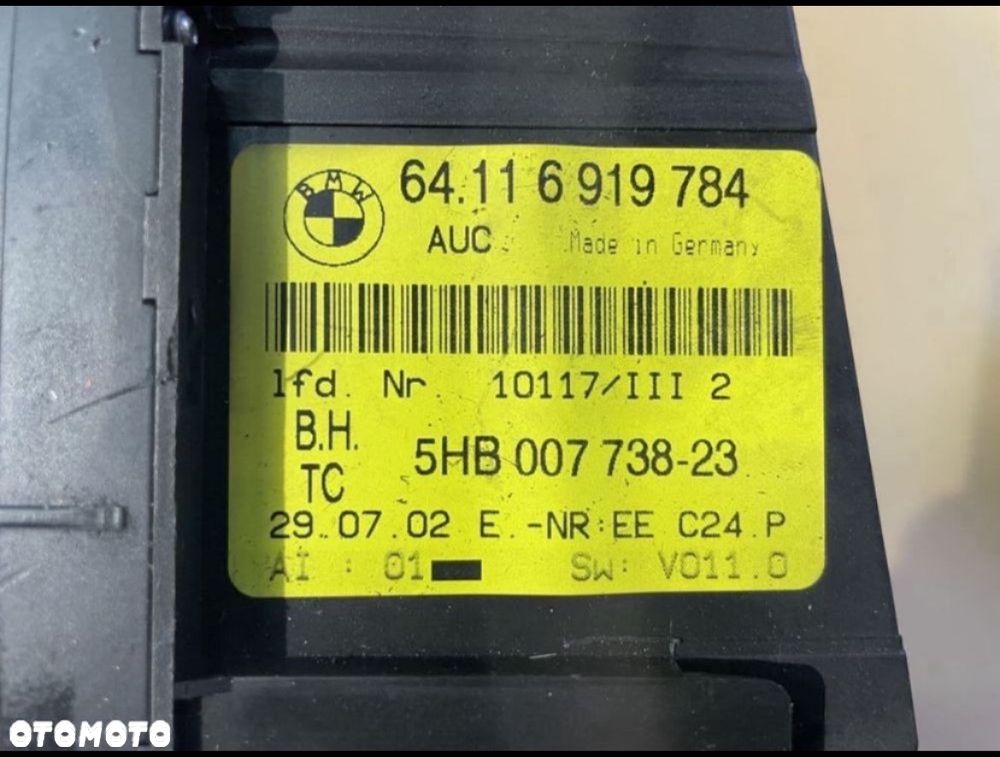 BMW
64.11 6 919 784
AUC Made in Germany
lfd. Nr 10117/III 2
B.H.
TC
5HB 007 738-23
29.07.02 E.-NR:EE C24.P
AI : 01 Sw: V011.0
OTOMOTO